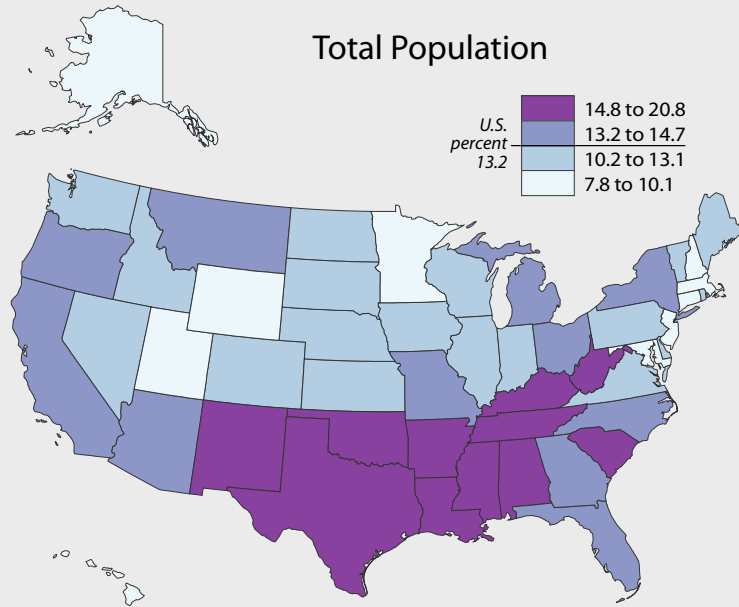 Total Population
14.8 to 20.8
U.S.
13.2 to 14.7
percent
13.2
10.2 to 13.1
7.8 to 10.1